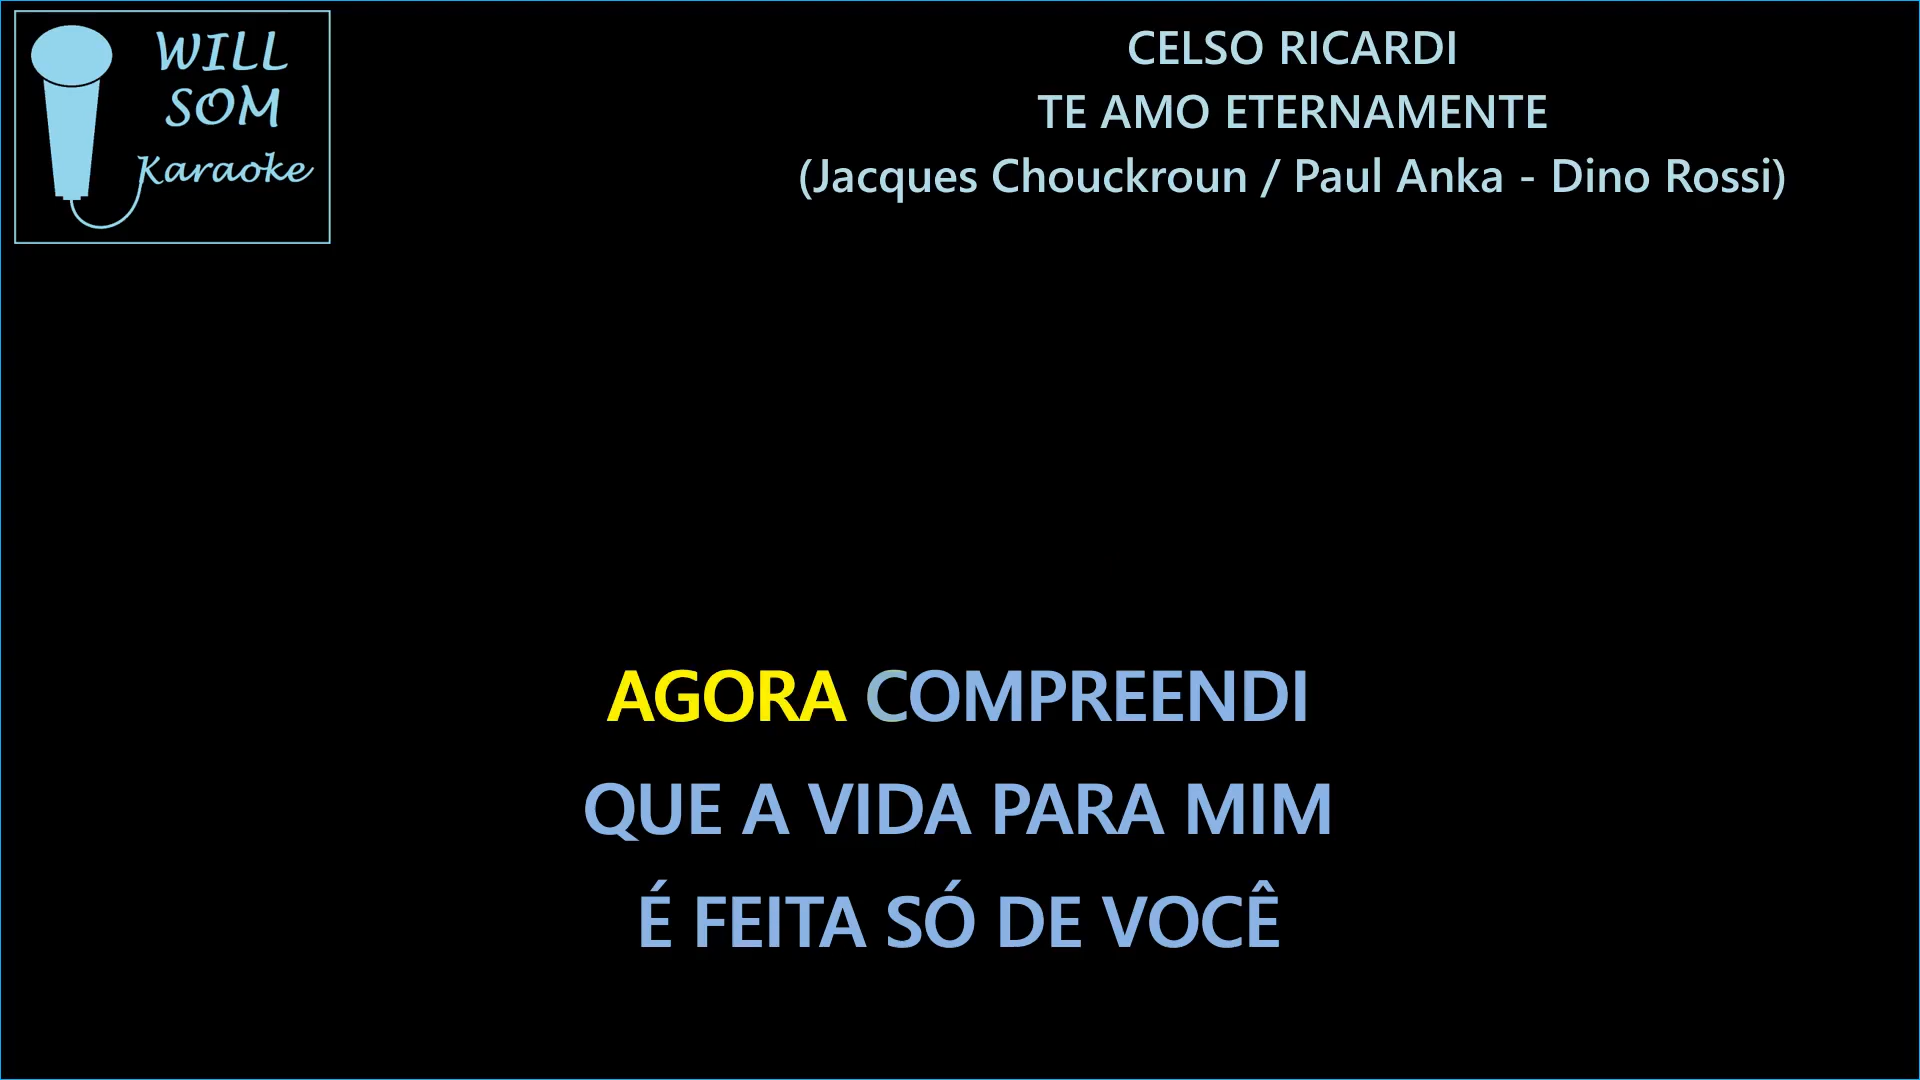 WILL
SOM
Karaoke
CELSO RICARDI
TE AMO ETERNAMENTE
(Jacques Chouckroun / Paul Anka - Dino Rossi)
AGORA COMPREENDI
QUE A VIDA PARA MIM
É FEITA SÓ DE VOCÊ